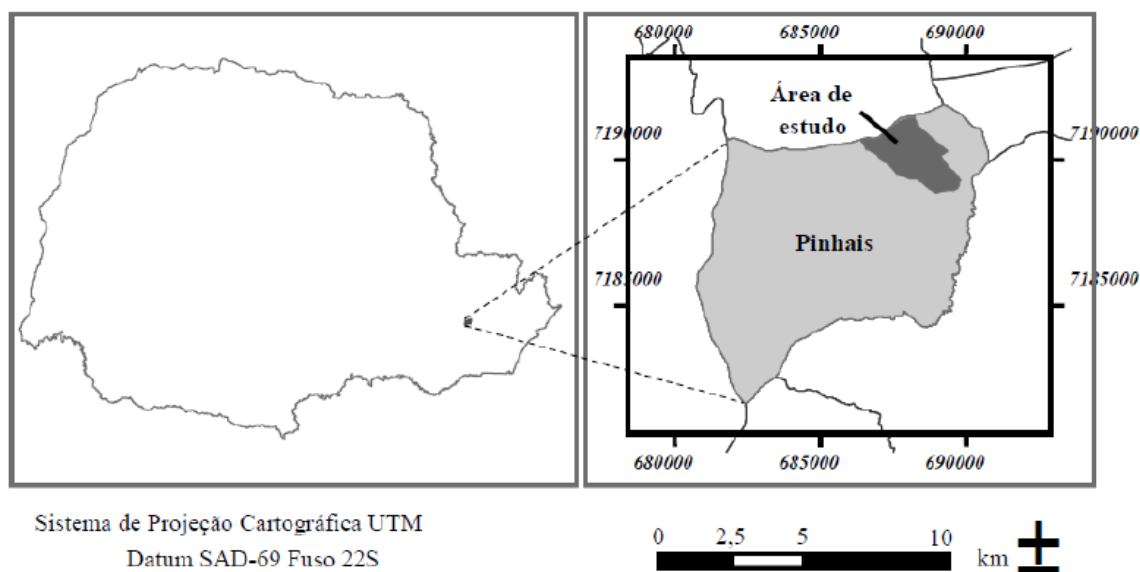 680000 685000 690000
Área de
estudo
7190000 7190000
Pinhais
7185000 7185000
680000 685000 690000
Sistema de Projeção Cartográfica UTM
Datum SAD-69 Fuso 22S
0 2,5 5 10
km